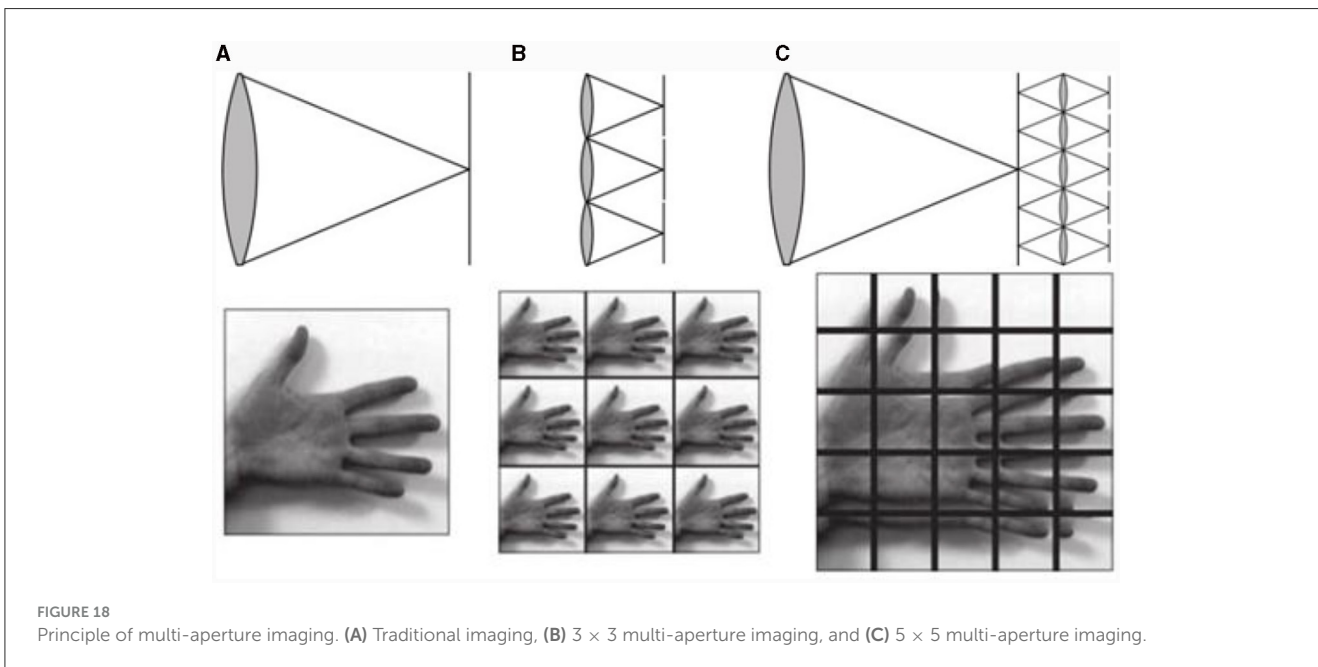 A
B
C
FIGURE 18
Principle of multi-aperture imaging. (A) Traditional imaging, (B) 3 × 3 multi-aperture imaging, and (C) 5 × 5 multi-aperture imaging.